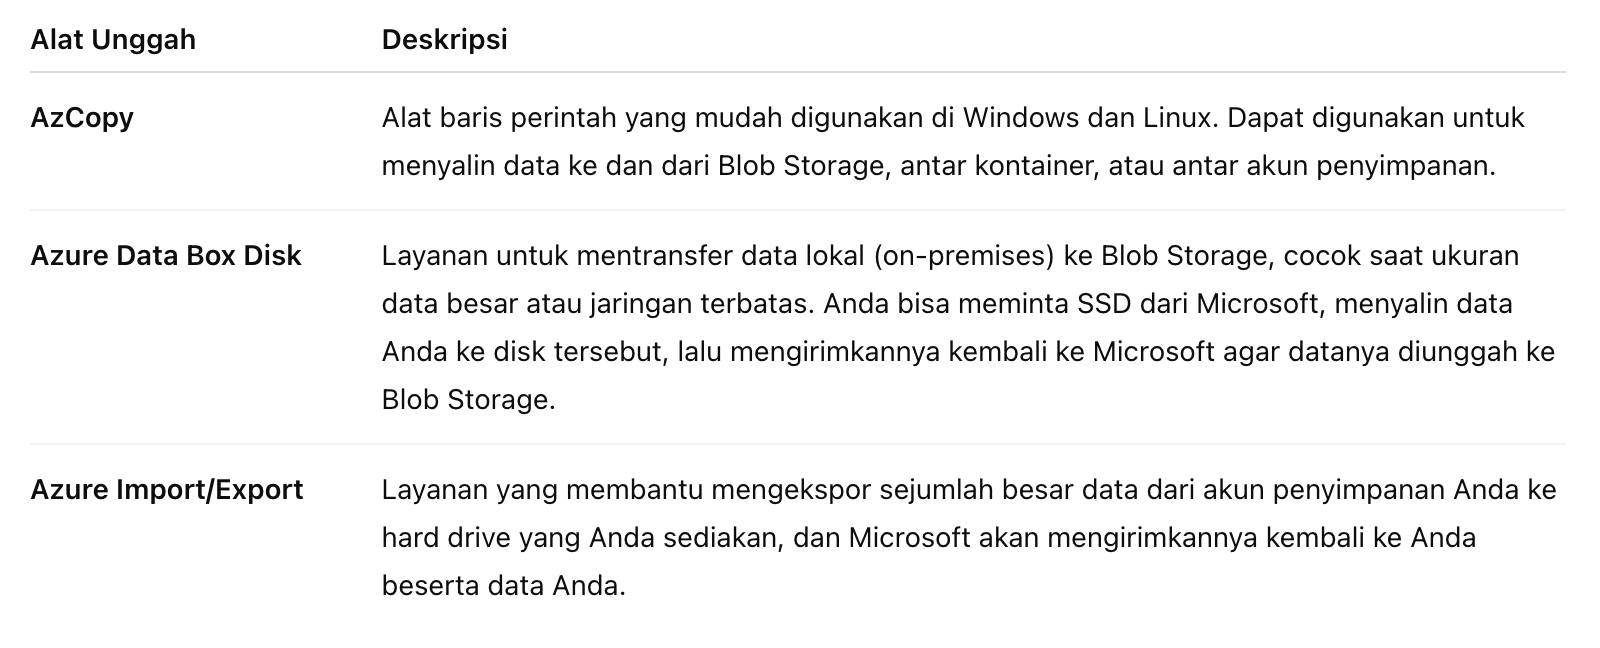 Alat Unggah Deskripsi
AzCopy Alat baris perintah yang mudah digunakan di Windows dan Linux. Dapat digunakan untuk
menyalin data ke dan dari Blob Storage, antar kontainer, atau antar akun penyimpanan.
Azure Data Box Disk Layanan untuk mentransfer data lokal (on-premises) ke Blob Storage, cocok saat ukuran
data besar atau jaringan terbatas. Anda bisa meminta SSD dari Microsoft, menyalin data
Anda ke disk tersebut, lalu mengirimkannya kembali ke Microsoft agar datanya diunggah ke
Blob Storage.
Azure Import/Export Layanan yang membantu mengekspor sejumlah besar data dari akun penyimpanan Anda ke
hard drive yang Anda sediakan, dan Microsoft akan mengirimkannya kembali ke Anda
beserta data Anda.